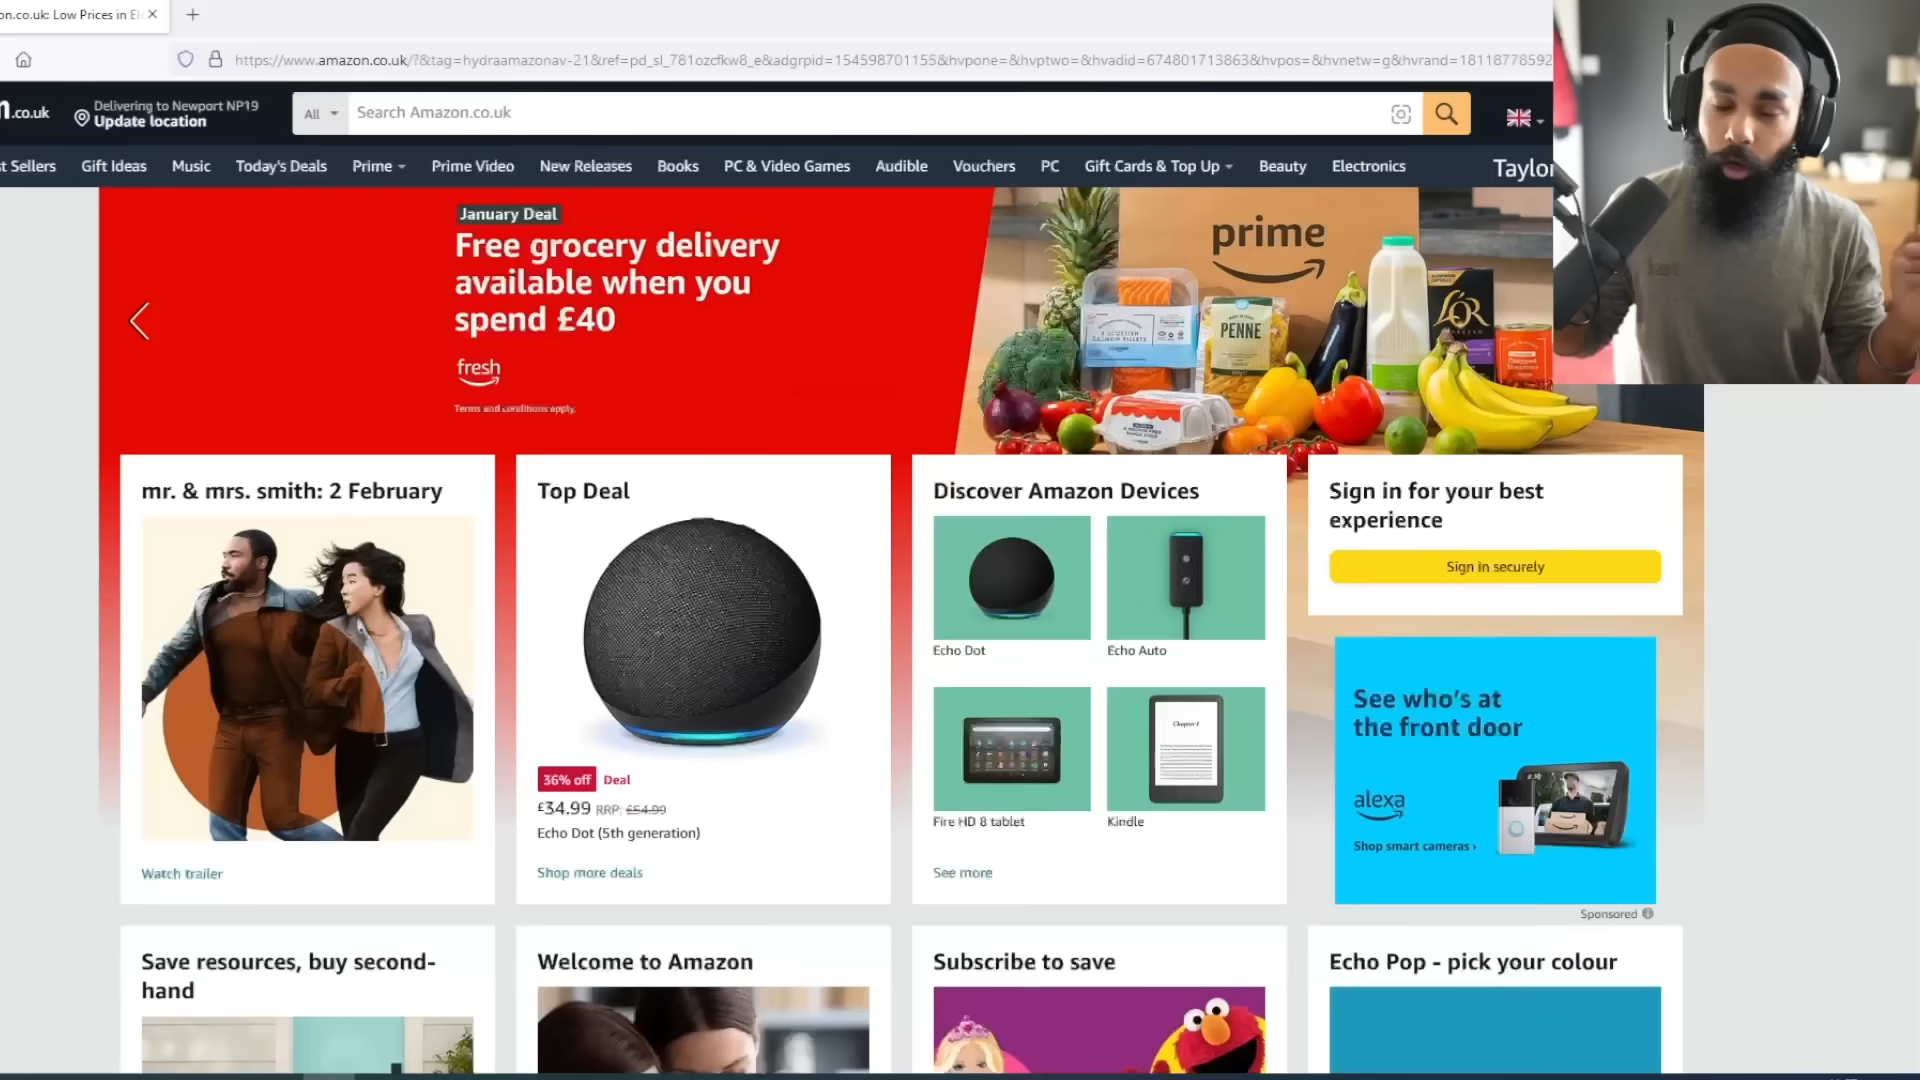 on.co.uk: Low Prices in El
https://www.amazon.co.uk/?&tag=hydraamazonav-21&ref=pd_sl_781ozcfkw8_e&adgrpid=154598701155&hvpone=&hvptwo=&hvadid=674801713863&hvpos=&hvnetw=g&hvrand=18118778592
n.co.uk
Delivering to Newport NP19
Update location
All
Search Amazon.co.uk
st Sellers
Gift Ideas
Music
Today's Deals
Prime
Prime Video
New Releases
Books
PC & Video Games
Audible
Vouchers
PC
Gift Cards & Top Up
Beauty
Electronics
Taylor
January Deal
Free grocery delivery
available when you
spend £40
fresh
Terms and conditions apply.
prime
PENNE
L'OR
mr. & mrs. smith: 2 February
Watch trailer
Top Deal
36% off Deal
£34.99 RRP: £54.99
Echo Dot (5th generation)
Shop more deals
Discover Amazon Devices
Echo Dot
Echo Auto
Chapter 1
Fire HD 8 tablet
Kindle
See more
Sign in for your best
experience
Sign in securely
See who's at
the front door
alexa
Shop smart cameras ›
Sponsored
Save resources, buy second-
hand
Welcome to Amazon
Subscribe to save
Echo Pop - pick your colour